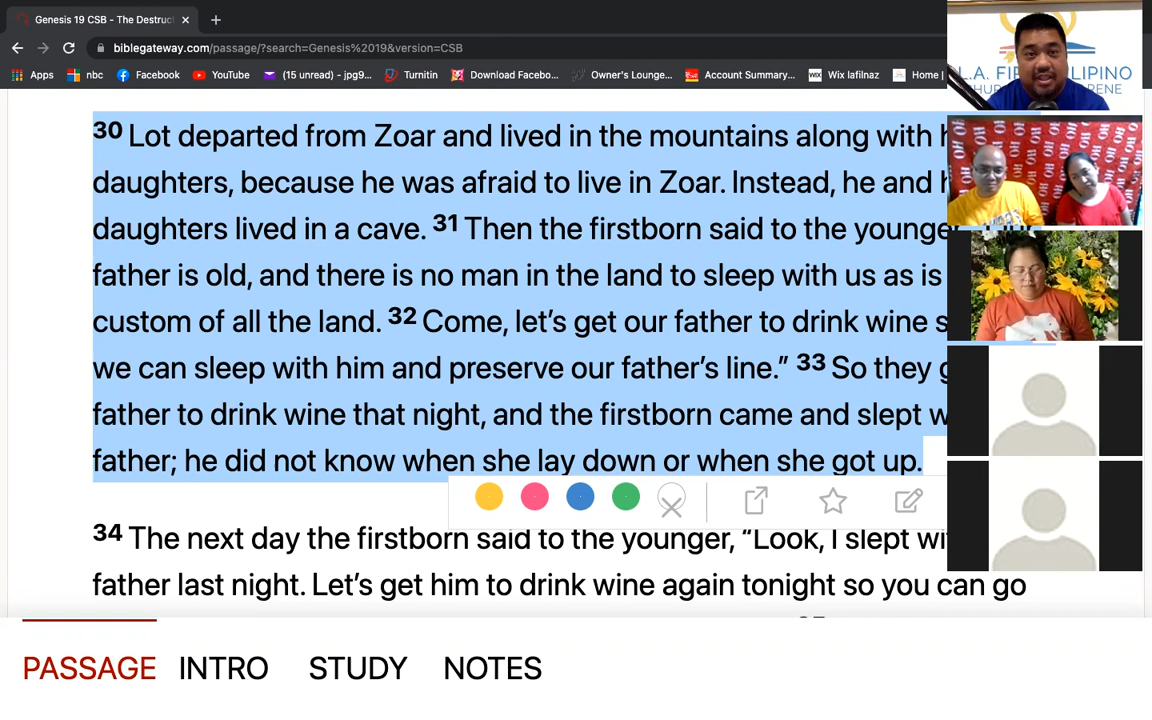 Genesis 19 CSB - The Destruct
biblegateway.com/passage/?search=Genesis%2019&version=CSB
Apps nbc Facebook YouTube (15 unread) - jpg9... Turnitin Download Facebo... Owner's Lounge... Account Summary... WIX Wix lafilnaz Home |
30 Lot departed from Zoar and lived in the mountains along with h
daughters, because he was afraid to live in Zoar. Instead, he and h
daughters lived in a cave. 31 Then the firstborn said to the younge
father is old, and there is no man in the land to sleep with us as is
custom of all the land. 32 Come, let's get our father to drink wine s
we can sleep with him and preserve our father's line.” 33 So they g
father to drink wine that night, and the firstborn came and slept w
father; he did not know when she lay down or when she got up.
34 The next day the firstborn said to the younger, “Look, I slept wi
father last night. Let's get him to drink wine again tonight so you can go
PASSAGE INTRO STUDY NOTES
L.A. FI LIPINO
HUR RENE